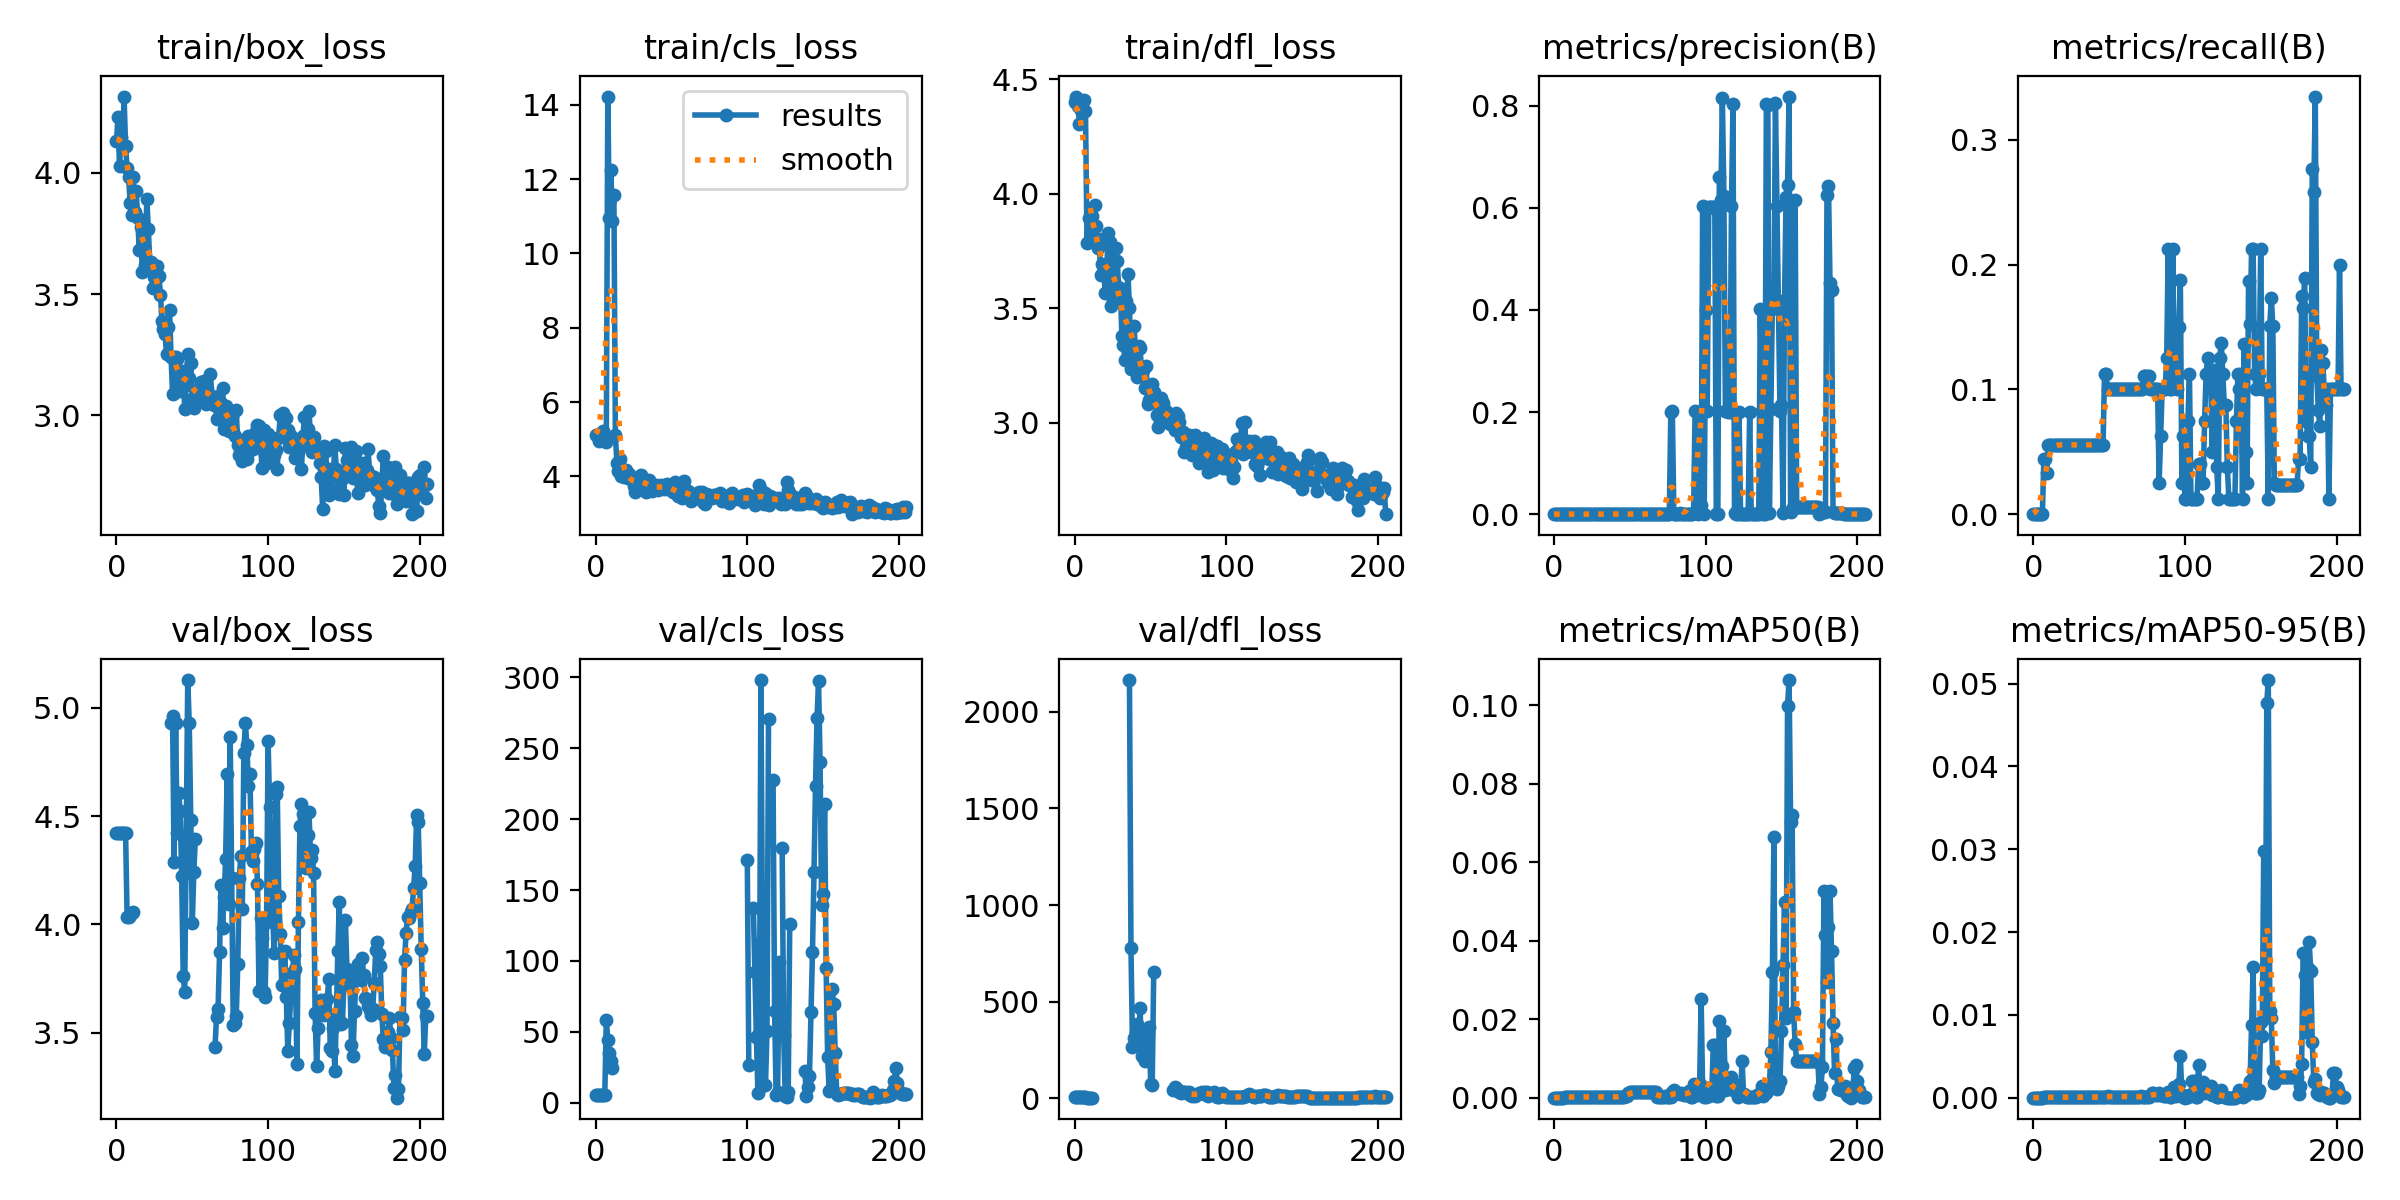 train/box_loss
4.0
3.5
3.0
0 100 200
train/cls_loss
results
smooth
14
12
10
8
6
4
0 100 200
train/dfl_loss
4.5
4.0
3.5
3.0
0 100 200
metrics/precision(B)
0.8
0.6
0.4
0.2
0.0
0 100 200
metrics/recall(B)
0.3
0.2
0.1
0.0
0 100 200
val/box_loss
5.0
4.5
4.0
3.5
0 100 200
val/cls_loss
300
250
200
150
100
50
0
0 100 200
val/dfl_loss
2000
1500
1000
500
0
0 100 200
metrics/mAP50(B)
0.10
0.08
0.06
0.04
0.02
0.00
0 100 200
metrics/mAP50-95(B)
0.05
0.04
0.03
0.02
0.01
0.00
0 100 200